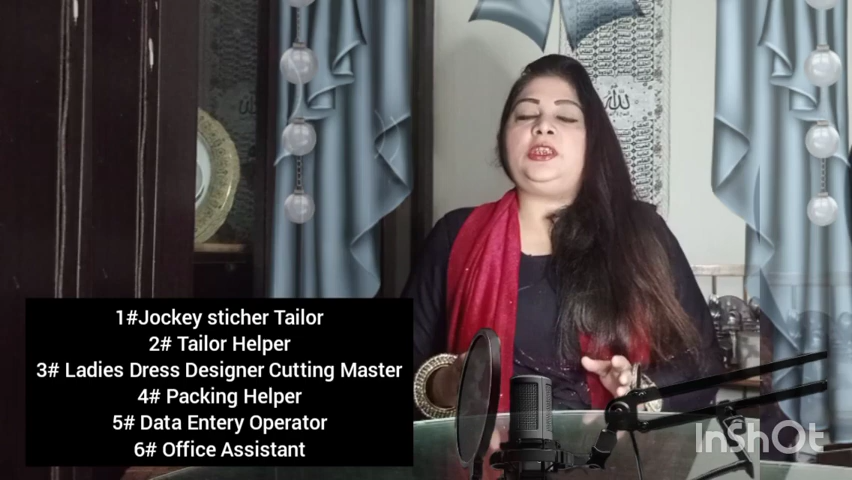 الله
1#Jockey sticher Tailor
2# Tailor Helper
3# Ladies Dress Designer Cutting Master
4# Packing Helper
5# Data Entery Operator
6# Office Assistant
InShOt